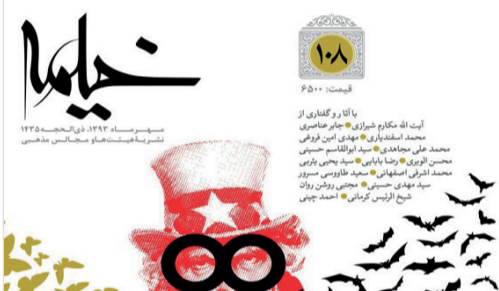 خیمه
مهرماه ۱۳۹۳، ذی‌الحجه ۱۴۳۵
نشریهٔ هیئت‌ها و مجالس مذهبی
۱۰۸
قیمت: ۶۵۰۰
با آثار و گفتاری از
آیت الله مکارم شیرازی • جابر عناصری
محمد اسفندیاری • مهدی امین فروغی
محمد علی مجاهدی • سید ابوالقاسم حسینی
محسن الویری • رضا بابایی • سید یحیی یثربی
محمد اشرفی اصفهانی • سعید طاووسی مسرور
سید مهدی حسینی • مجتبی روشن روان
شیخ الرئیس کرمانی • احمد چینی